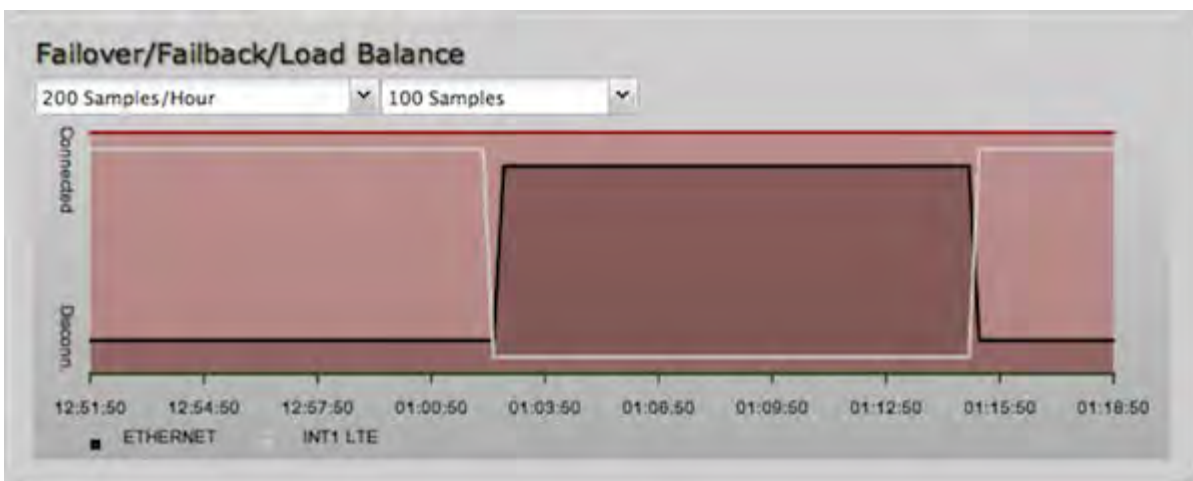 Failover/Failback/Load Balance
200 Samples/Hour
100 Samples
Connected
Disconn.
12:51:50 12:54:50 12:57:50 01:00:50 01:03:50 01:06:50 01:09:50 01:12:50 01:15:50 01:18:50
ETHERNET INT1 LTE